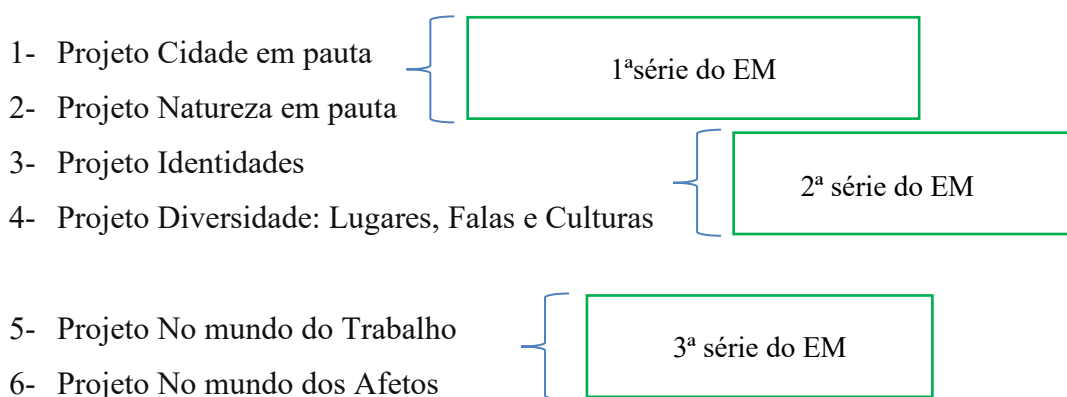 1- Projeto Cidade em pauta
1ªsérie do EM
2- Projeto Natureza em pauta
3- Projeto Identidades
2ª série do EM
4- Projeto Diversidade: Lugares, Falas e Culturas
5- Projeto No mundo do Trabalho
3ª série do EM
6- Projeto No mundo dos Afetos